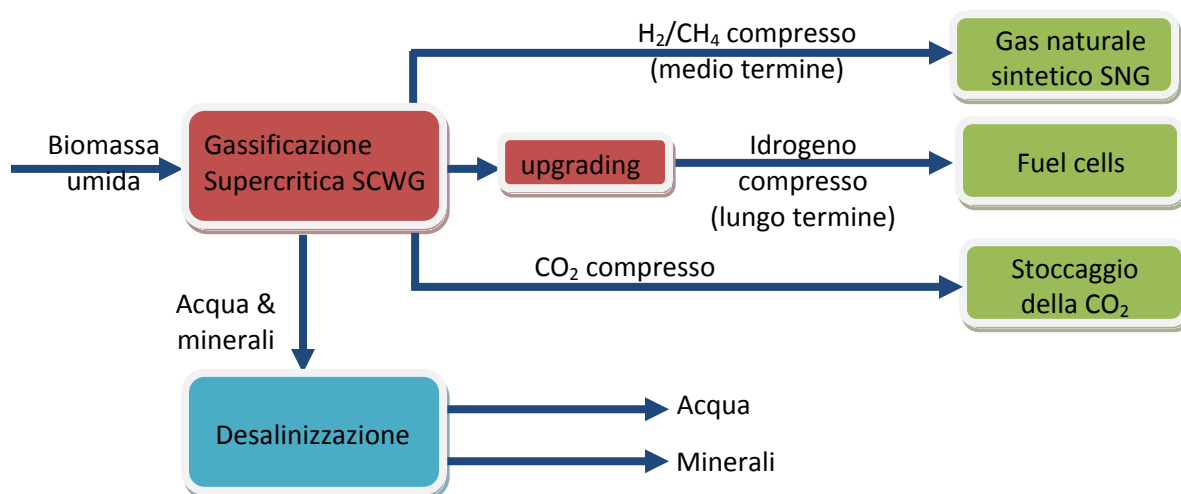 H₂/CH₄ compresso
(medio termine)
Gas naturale
sintetico SNG
Biomassa
umida
Gassificazione
Supercritica SCWG
upgrading
Idrogeno
compresso
(lungo termine)
Fuel cells
CO₂ compresso
Stoccaggio
della CO₂
Acqua &
minerali
Desalinizzazione
Acqua
Minerali